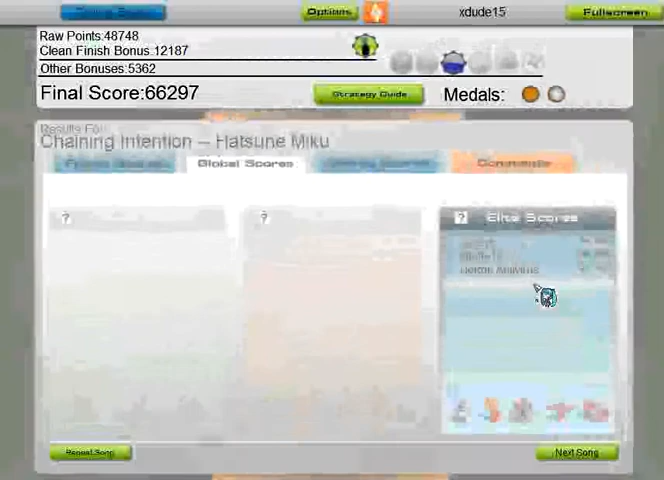 Options
xdude15
Fullscreen
Raw Points:48748
Clean Finish Bonus:12187
Other Bonuses:5362
Final Score:66297
Strategy Guide
Medals:
Results For
Chaining Intention – Hatsune Miku
Global Scores
Comments
? ? ? Elite Scores
Repeat Song
Next Song